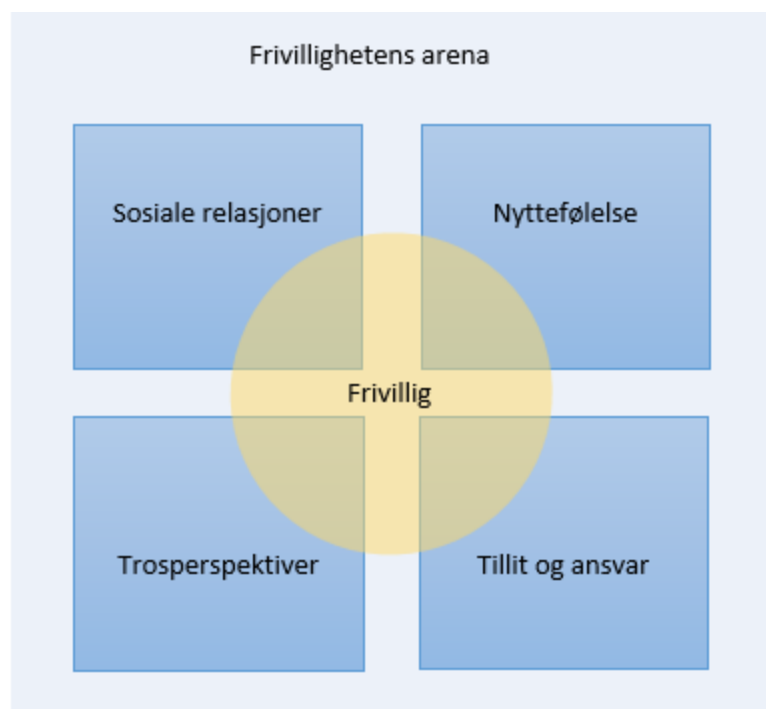 Frivillighetens arena
Sosiale relasjoner
Nyttefølelse
Frivillig
Trosperspektiver
Tillit og ansvar